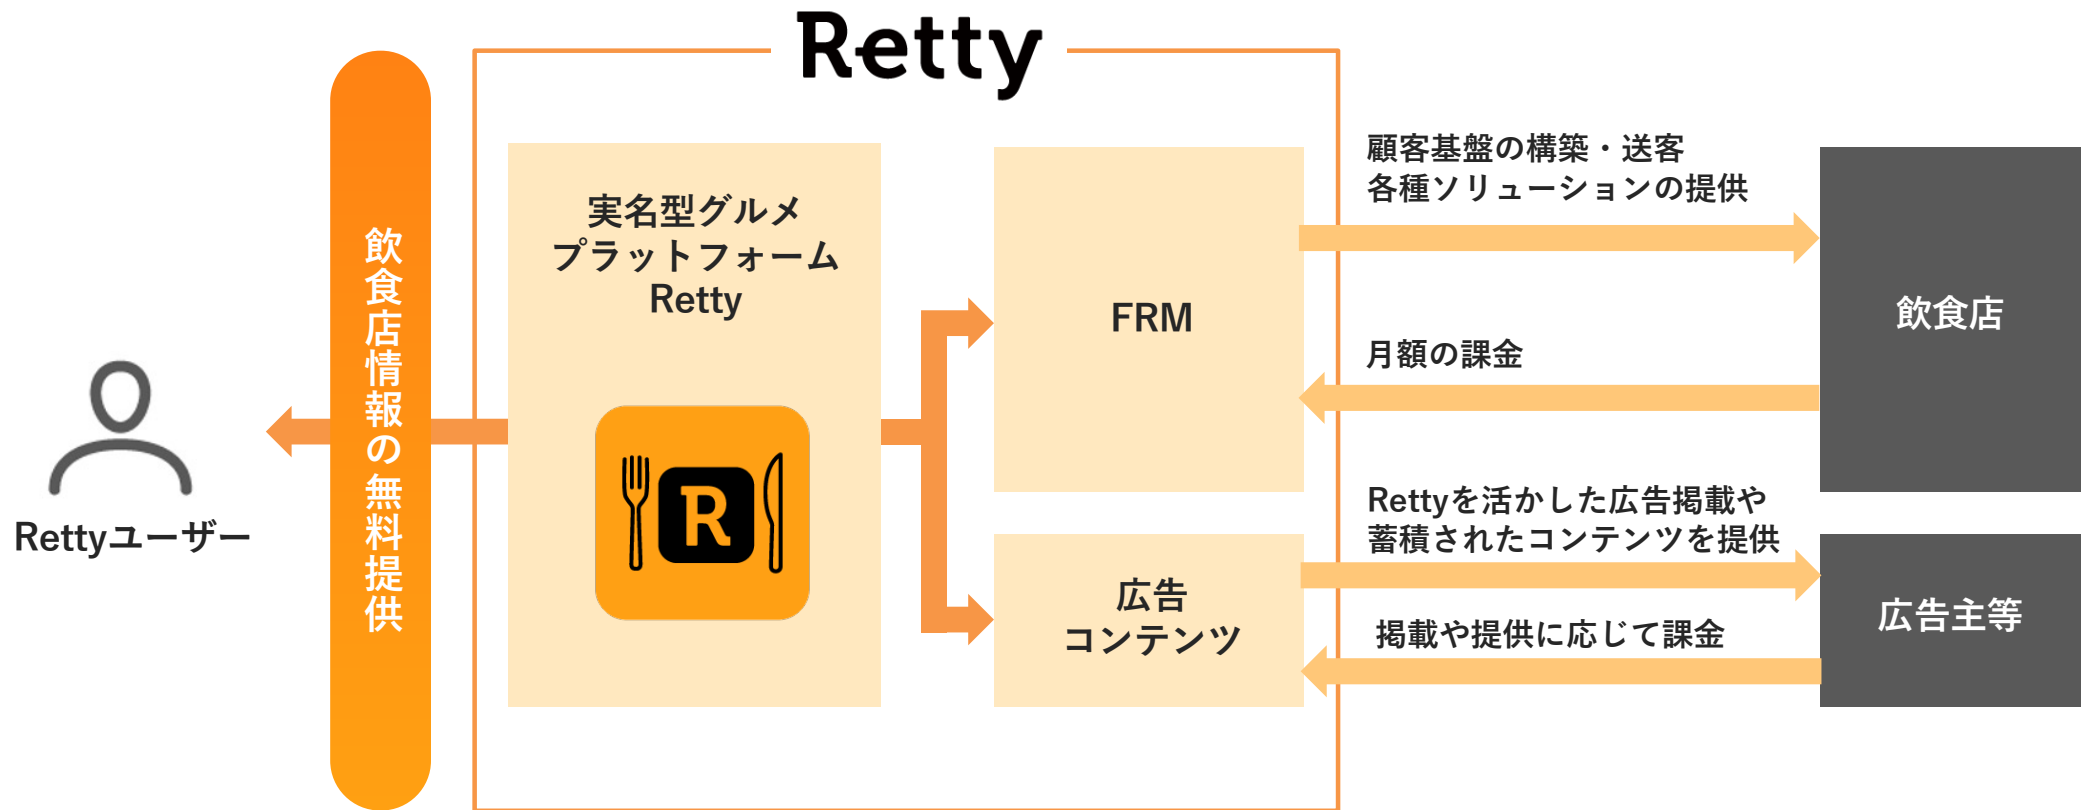 Retty
Rettyユーザー
飲食店情報の無料提供
実名型グルメ
プラットフォーム
Retty
R
FRM
広告
コンテンツ
顧客基盤の構築・送客
各種ソリューションの提供
月額の課金
Rettyを活かした広告掲載や
蓄積されたコンテンツを提供
掲載や提供に応じて課金
飲食店
広告主等